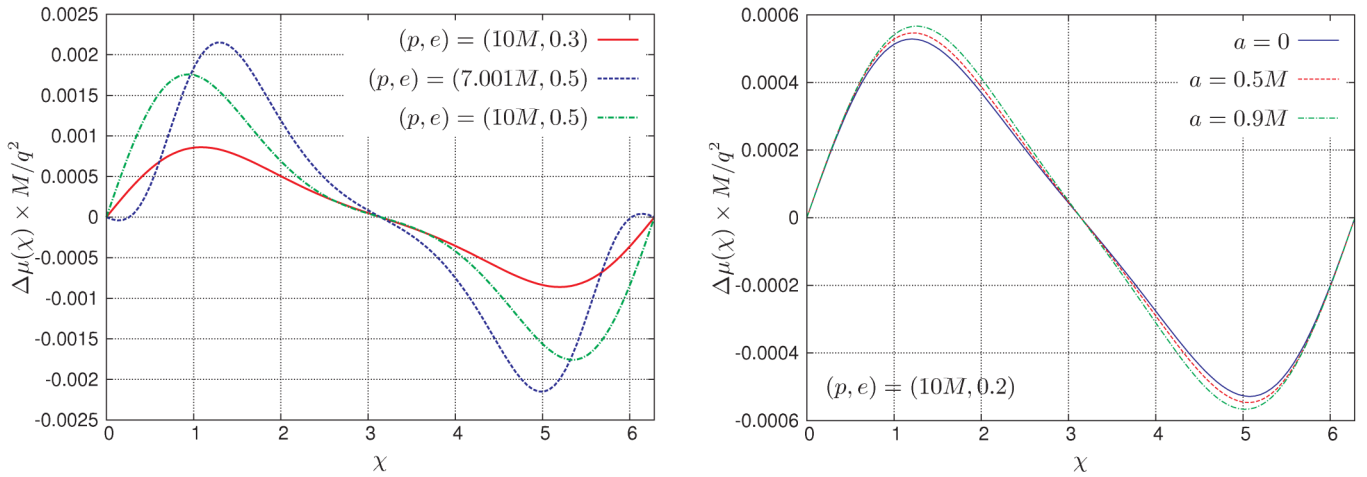 Δμ(χ) × M/q²
0.0025
0.002
0.0015
0.001
0.0005
0
-0.0005
-0.001
-0.0015
-0.002
-0.0025
(p, e) = (10M, 0.3)
(p, e) = (7.001M, 0.5)
(p, e) = (10M, 0.5)
0 1 2 3 4 5 6
χ
Δμ(χ) × M/q²
0.0006
0.0004
0.0002
0
-0.0002
-0.0004
-0.0006
a = 0
a = 0.5M
a = 0.9M
(p, e) = (10M, 0.2)
0 1 2 3 4 5 6
χ